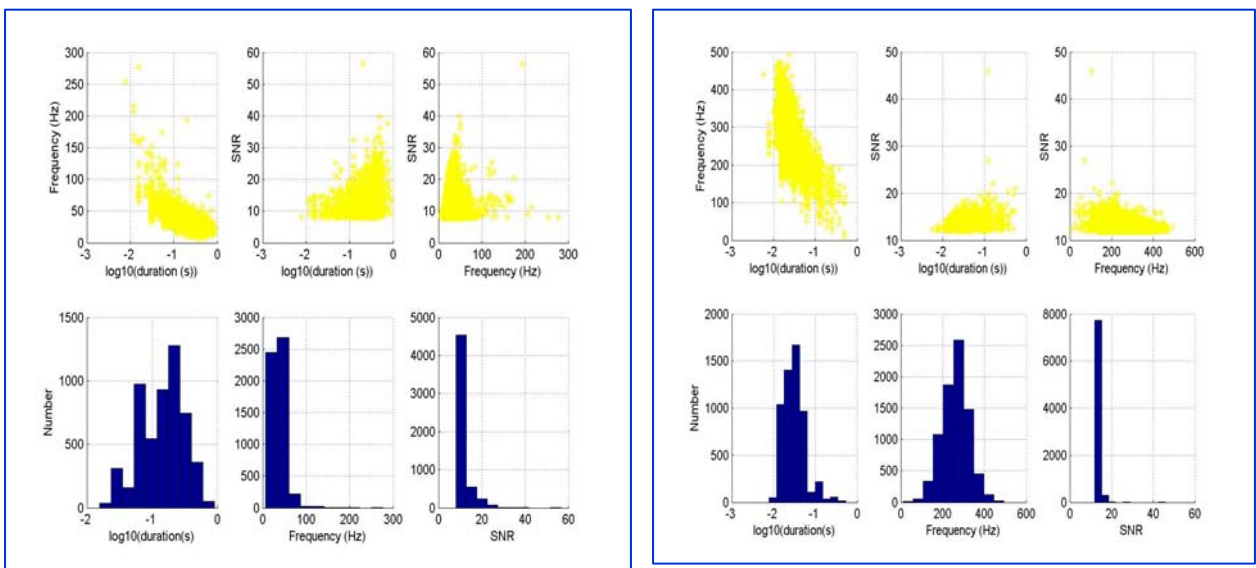 300
250
200
150
100
50
0
Frequency (Hz)
-3 -2 -1 0
log10(duration (s))
60
50
40
30
20
10
0
SNR
-3 -2 -1 0
log10(duration (s))
60
50
40
30
20
10
0
SNR
0 100 200 300
Frequency (Hz)
1500
1000
500
0
Number
-2 -1 0
log10(duration(s)
3000
2500
2000
1500
1000
500
0
0 100 200 300
Frequency (Hz)
5000
4000
3000
2000
1000
0
0 20 40 60
SNR
500
400
300
200
100
0
Frequency (Hz)
-3 -2 -1 0
log10(duration (s))
50
40
30
20
10
SNR
-3 -2 -1 0
log10(duration (s))
50
40
30
20
10
SNR
0 200 400 600
Frequency (Hz)
2000
1500
1000
500
0
Number
-3 -2 -1 0
log10(duration(s)
3000
2500
2000
1500
1000
500
0
0 200 400 600
Frequency (Hz)
8000
6000
4000
2000
0
0 20 40 60
SNR